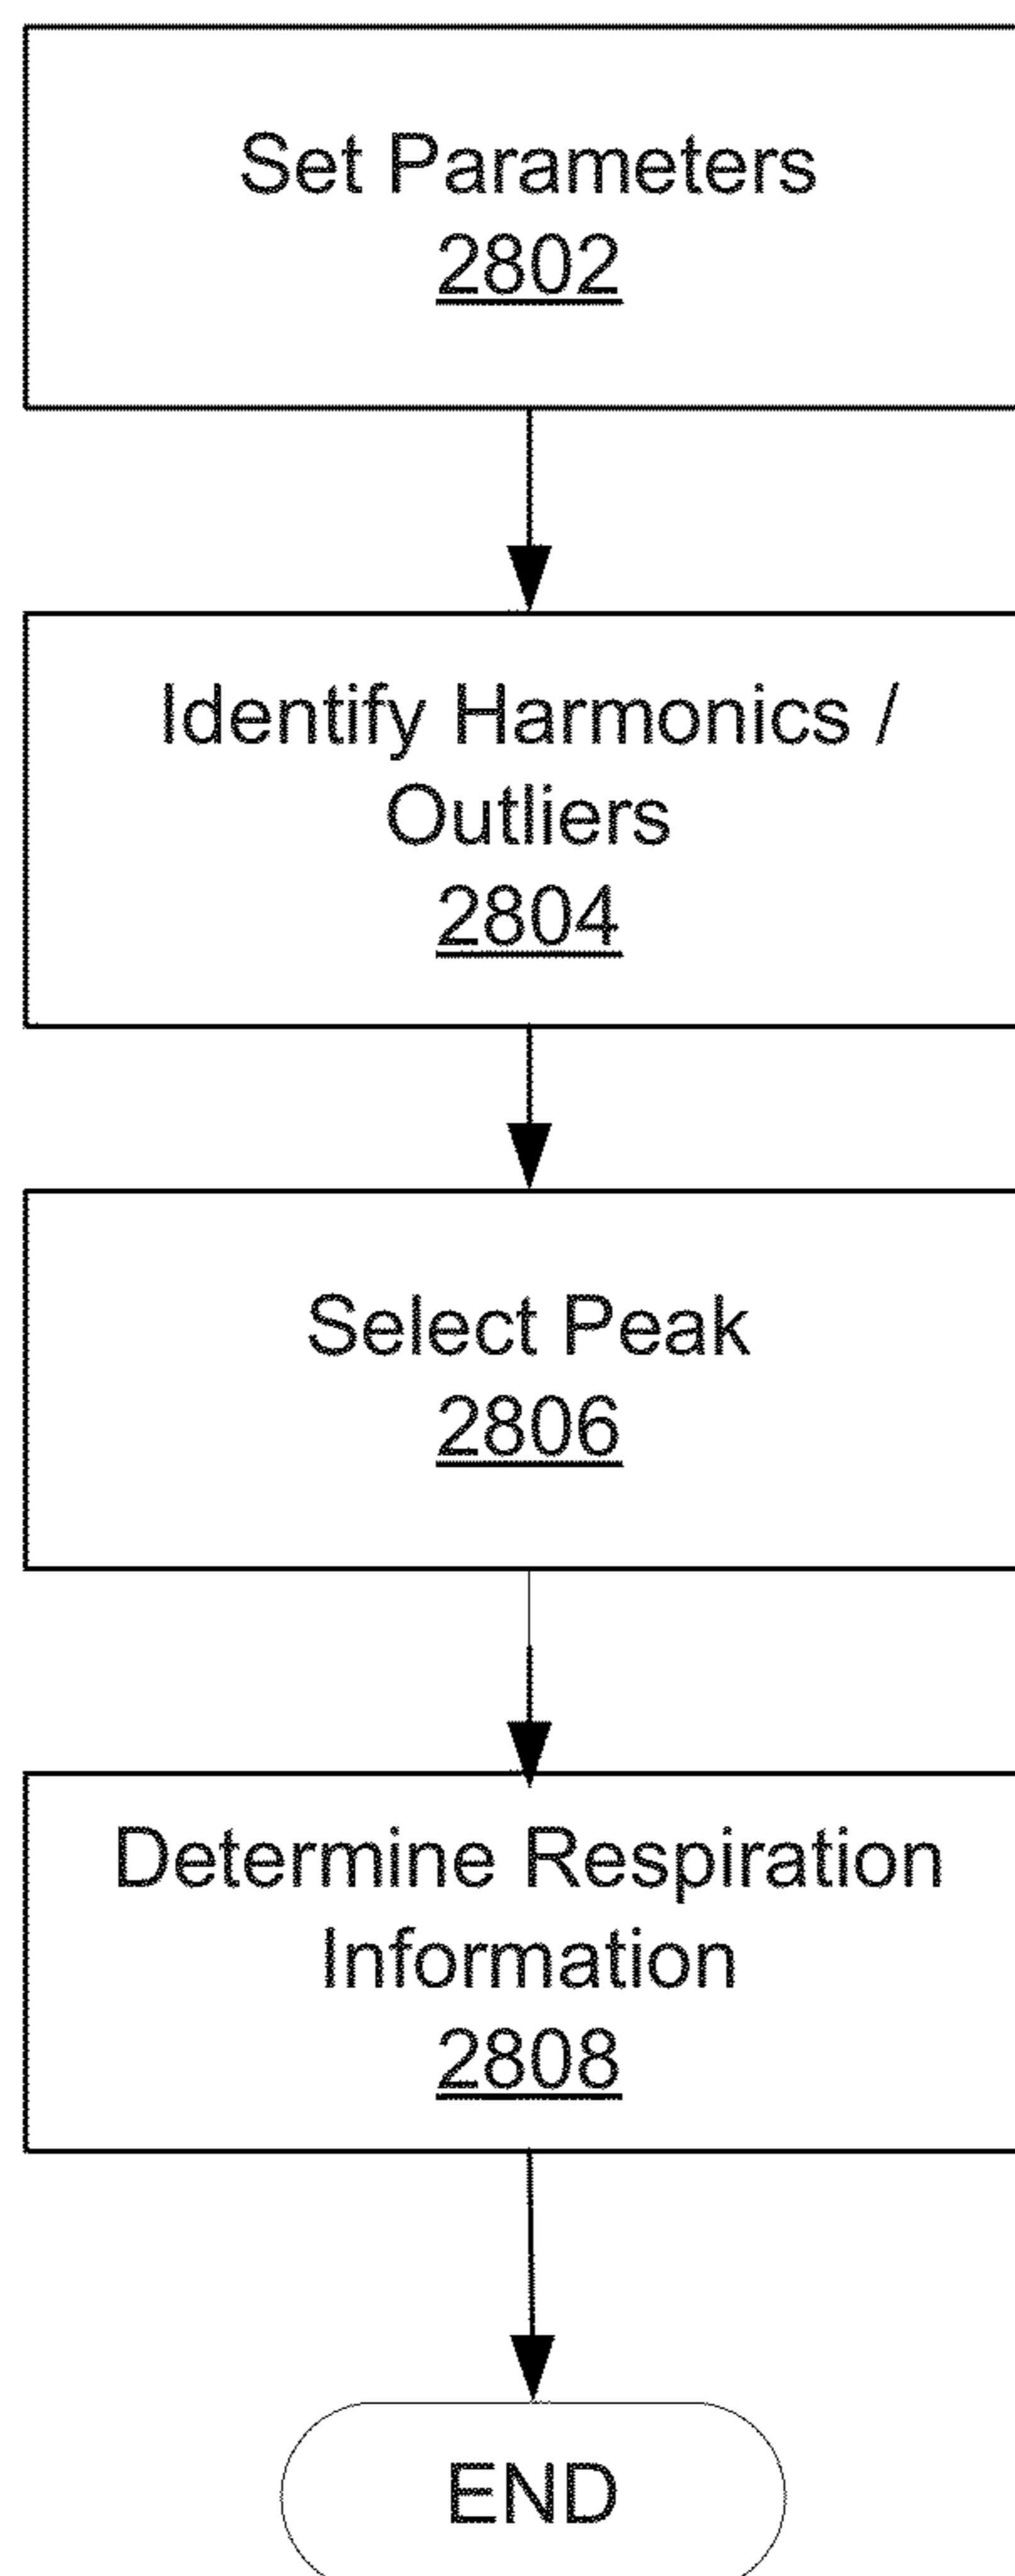 Set Parameters
2802
Identify Harmonics /
Outliers
2804
Select Peak
2806
Determine Respiration
Information
2808
END